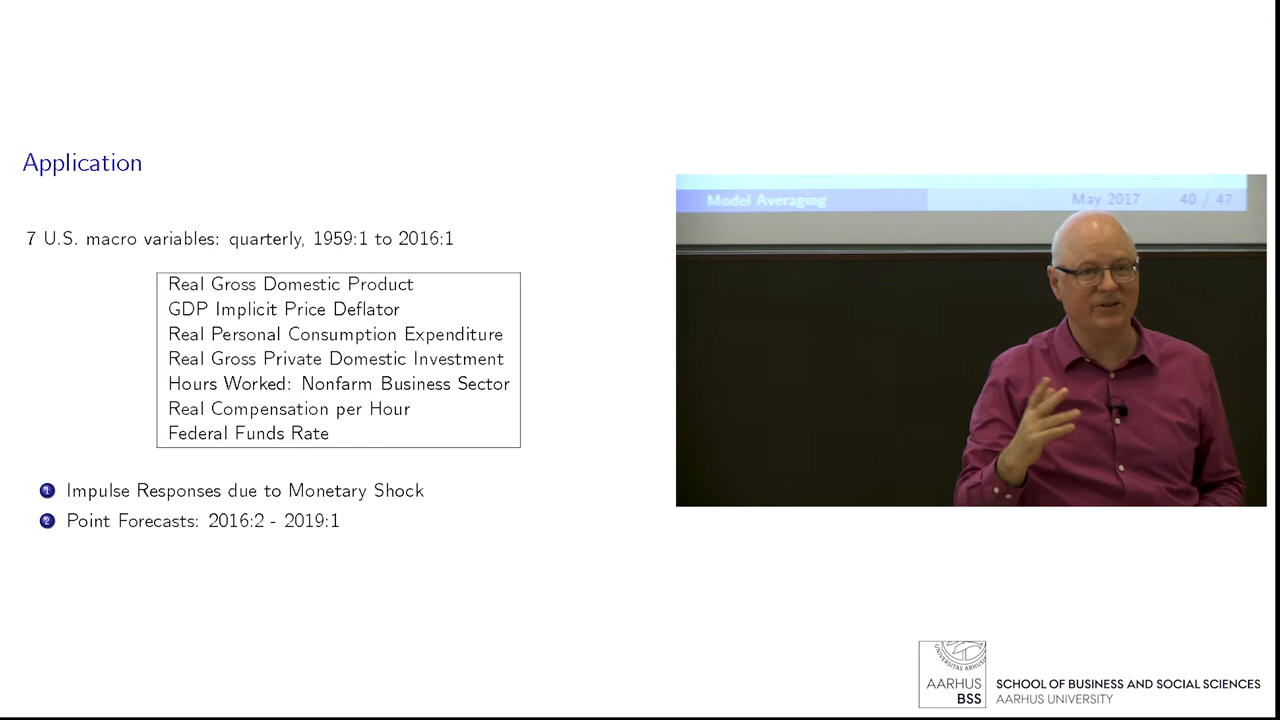 Application
7 U.S. macro variables: quarterly, 1959:1 to 2016:1
Real Gross Domestic Product
GDP Implicit Price Deflator
Real Personal Consumption Expenditure
Real Gross Private Domestic Investment
Hours Worked: Nonfarm Business Sector
Real Compensation per Hour
Federal Funds Rate
1 Impulse Responses due to Monetary Shock
2 Point Forecasts: 2016:2 - 2019:1
Model Averaging May 2017 40 / 47
AARHUS
BSS
SCHOOL OF BUSINESS AND SOCIAL SCIENCES
AARHUS UNIVERSITY